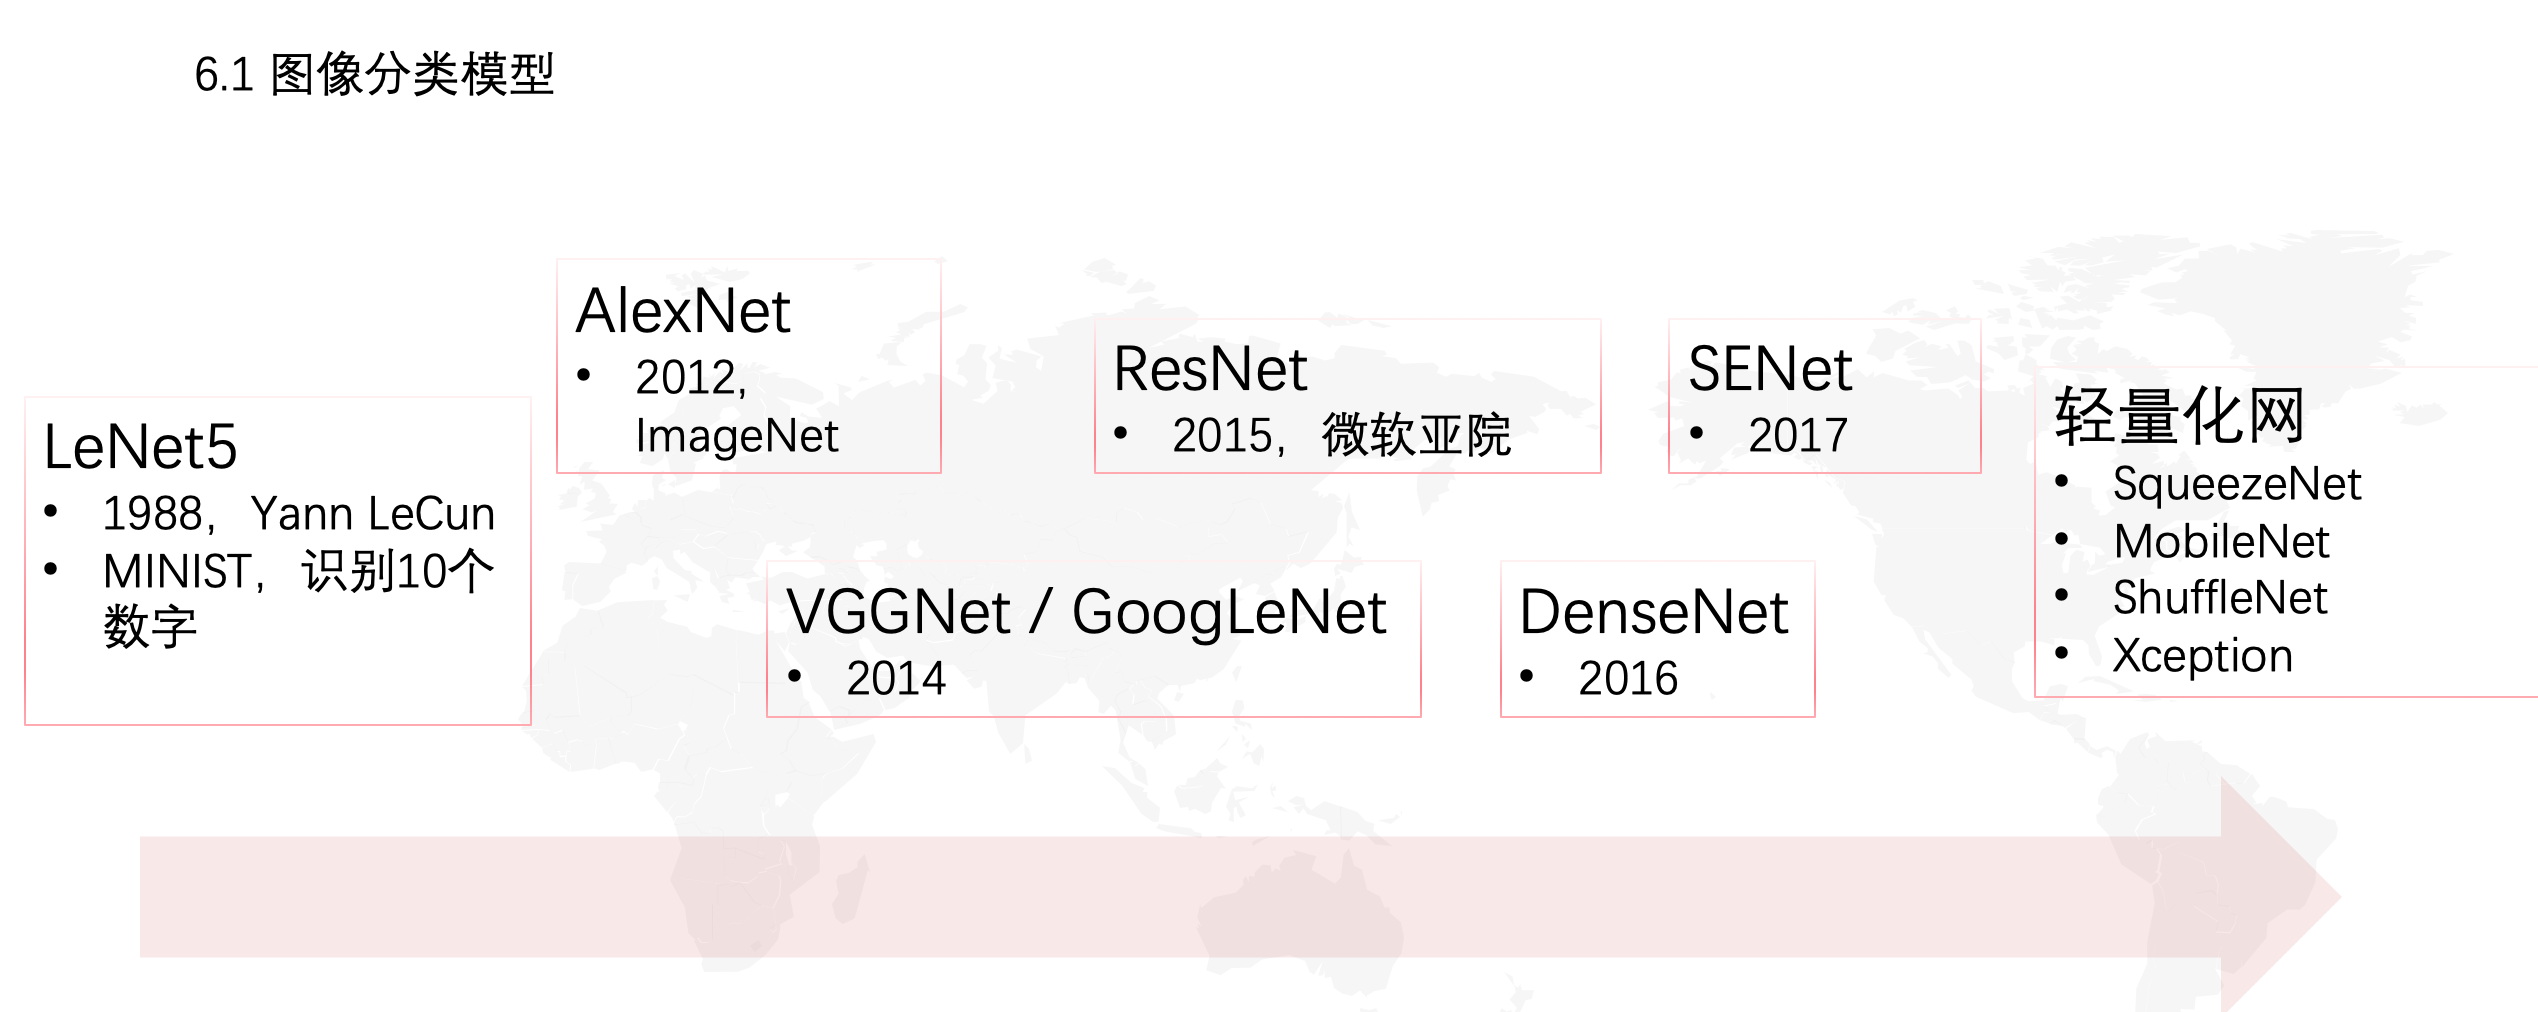 6.1 图像分类模型
LeNet5
• 1988，Yann LeCun
• MINIST，识别10个
数字
AlexNet
• 2012,
ImageNet
VGGNet / GoogLeNet
• 2014
ResNet
• 2015，微软亚院
DenseNet
• 2016
SENet
• 2017
轻量化网
• SqueezeNet
• MobileNet
• ShuffleNet
• Xception